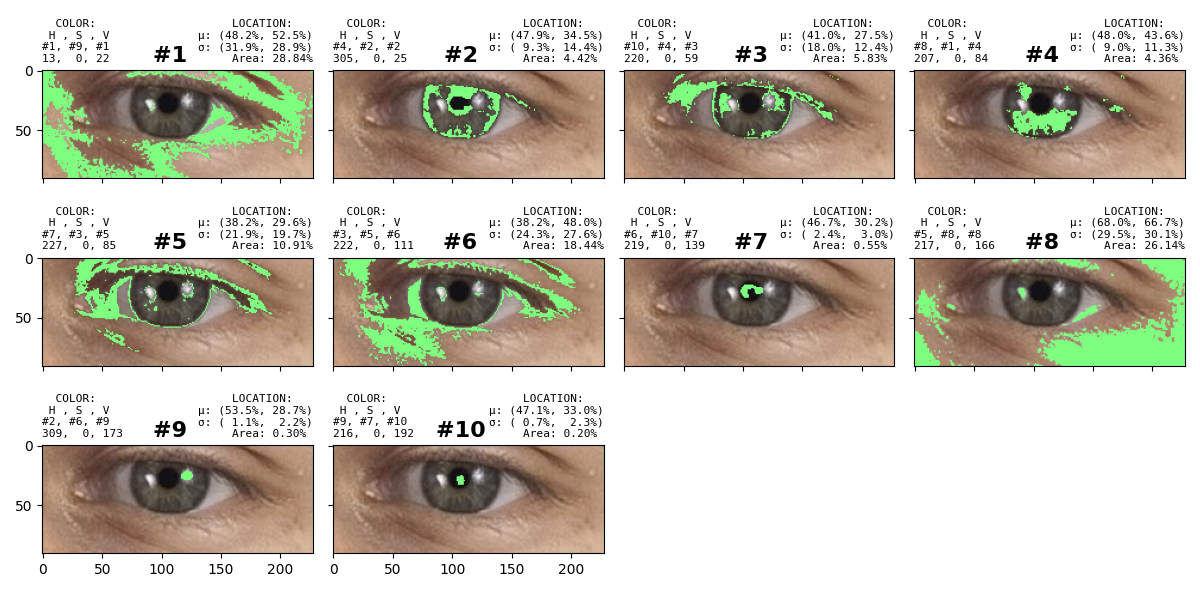 COLOR: LOCATION:
H , S , V μ: (48.2%, 52.5%)
#1, #9, #1 #1 σ: (31.9%, 28.9%)
13, 0, 22 Area: 28.84%
COLOR: LOCATION:
H , S , V μ: (47.9%, 34.5%)
#4, #2, #2 #2 σ: ( 9.3%, 14.4%)
305, 0, 25 Area: 4.42%
COLOR: LOCATION:
H , S , V μ: (41.0%, 27.5%)
#10, #4, #3 #3 σ: (18.0%, 12.4%)
220, 0, 59 Area: 5.83%
COLOR: LOCATION:
H , S , V μ: (48.0%, 43.6%)
#8, #1, #4 #4 σ: ( 9.0%, 11.3%)
207, 0, 84 Area: 4.36%
0
50
COLOR: LOCATION:
H , S , V μ: (38.2%, 29.6%)
#7, #3, #5 #5 σ: (21.9%, 19.7%)
227, 0, 85 Area: 10.91%
COLOR: LOCATION:
H , S , V μ: (38.2%, 48.0%)
#3, #5, #6 #6 σ: (24.3%, 27.6%)
222, 0, 111 Area: 18.44%
COLOR: LOCATION:
H , S , V μ: (46.7%, 30.2%)
#6, #10, #7 #7 σ: ( 2.4%, 3.0%)
219, 0, 139 Area: 0.55%
COLOR: LOCATION:
H , S , V μ: (68.0%, 66.7%)
#5, #8, #8 #8 σ: (29.5%, 30.1%)
217, 0, 166 Area: 26.14%
0
50
COLOR: LOCATION:
H , S , V μ: (53.5%, 28.7%)
#2, #6, #9 #9 σ: ( 1.1%, 2.2%)
309, 0, 173 Area: 0.30%
COLOR: LOCATION:
H , S , V μ: (47.1%, 33.0%)
#9, #7, #10 #10 σ: ( 0.7%, 2.3%)
216, 0, 192 Area: 0.20%
0
50
0 50 100 150 200
0 50 100 150 200